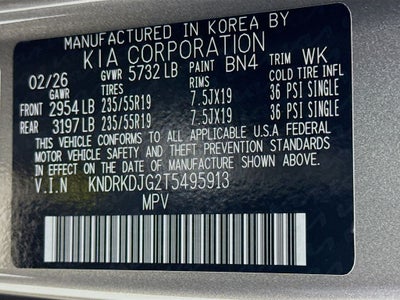 MANUFACTURED IN KOREA BY
KIA CORPORATION
02/26 GVWR 5732 LB PAINT BN4 TRIM WK
GAWR TIRES RIMS COLD TIRE INFL
FRONT 2954 LB 235/55R19 7.5JX19 36 PSI SINGLE
REAR 3197 LB 235/55R19 7.5JX19 36 PSI SINGLE
THIS VEHICLE CONFORMS TO ALL APPLICABLE U.S.A FEDERAL
MOTOR VEHICLE SAFETY AND THEFT PREVENTION STANDARDS
IN EFFECT ON THE DATE OF MANUFACTURE SHOWN ABOVE.
V.I.N KNDRKDJG2T5495913
MPV